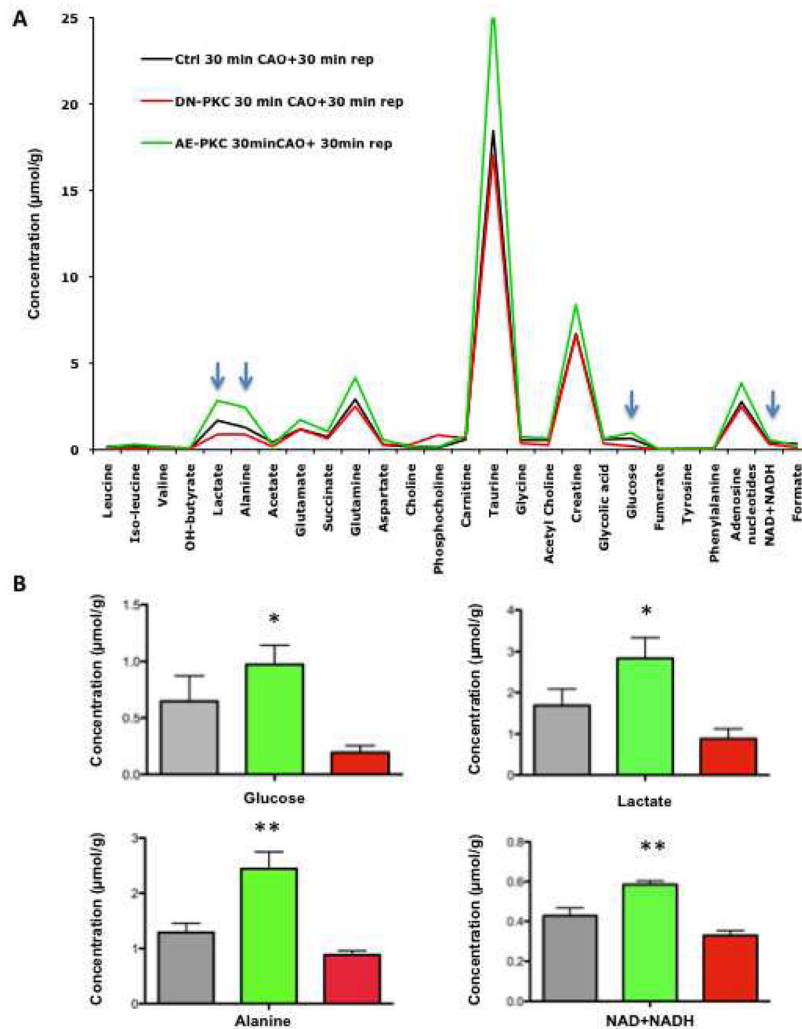 A
25
20
15
10
5
0
Concentration (µmol/g)
Ctrl 30 min CAO+30 min rep
DN-PKC 30 min CAO+30 min rep
AE-PKC 30minCAO+ 30min rep
Leucine
Iso-leucine
Valine
OH-butyrate
Lactate
Alanine
Acetate
Glutamate
Succinate
Glutamine
Aspartate
Choline
Phosphocholine
Carnitine
Taurine
Glycine
Acetyl Choline
Creatine
Glycolic acid
Glucose
Fumerate
Tyrosine
Phenylalanine
Adenosine
nucleotides
NAD+NADH
Formate
B
Concentration (µmol/g)
1.5
1.0
0.5
0.0
*
Glucose
Concentration (µmol/g)
4
3
2
1
0
*
Lactate
Concentration (µmol/g)
3
2
1
0
**
Alanine
Concentration (µmol/g)
0.8
0.6
0.4
0.2
0.0
**
NAD+NADH